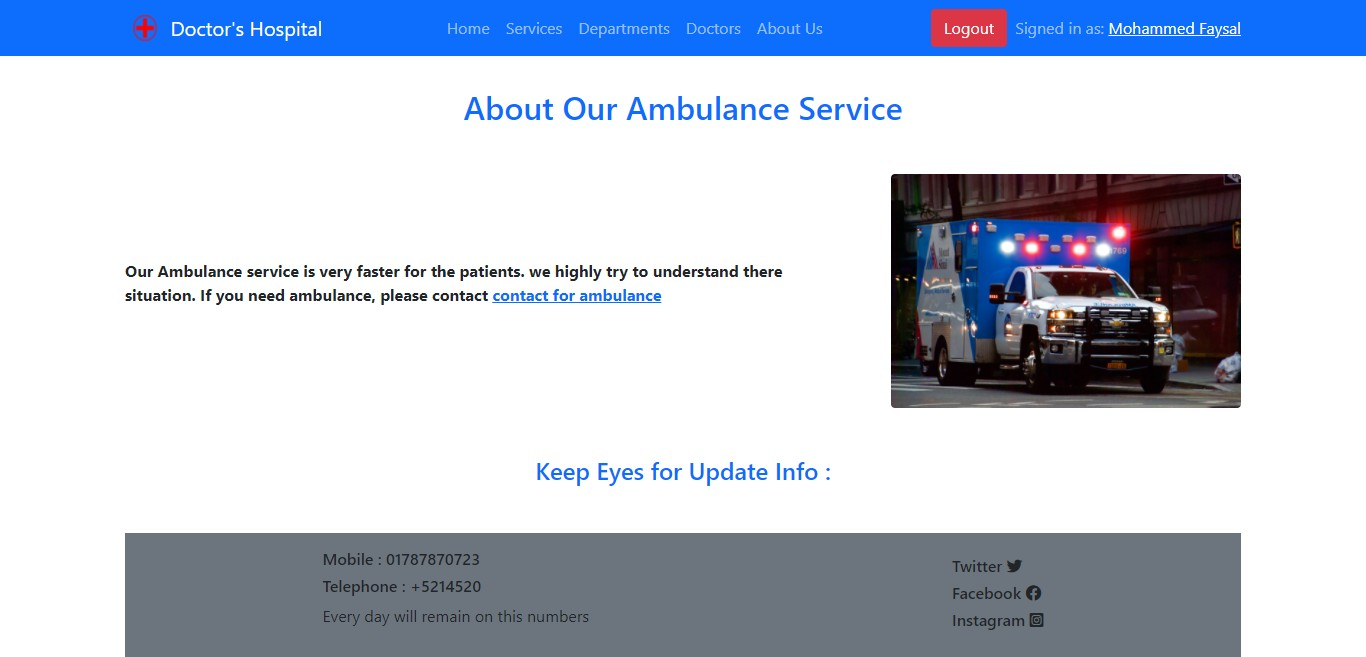 Doctor's Hospital
Home Services Departments Doctors About Us
Logout Signed in as: Mohammed Faysal
About Our Ambulance Service
Our Ambulance service is very faster for the patients. we highly try to understand there
situation. If you need ambulance, please contact contact for ambulance
Keep Eyes for Update Info :
Mobile : 01787870723
Telephone : +5214520
Every day will remain on this numbers
Twitter
Facebook
Instagram